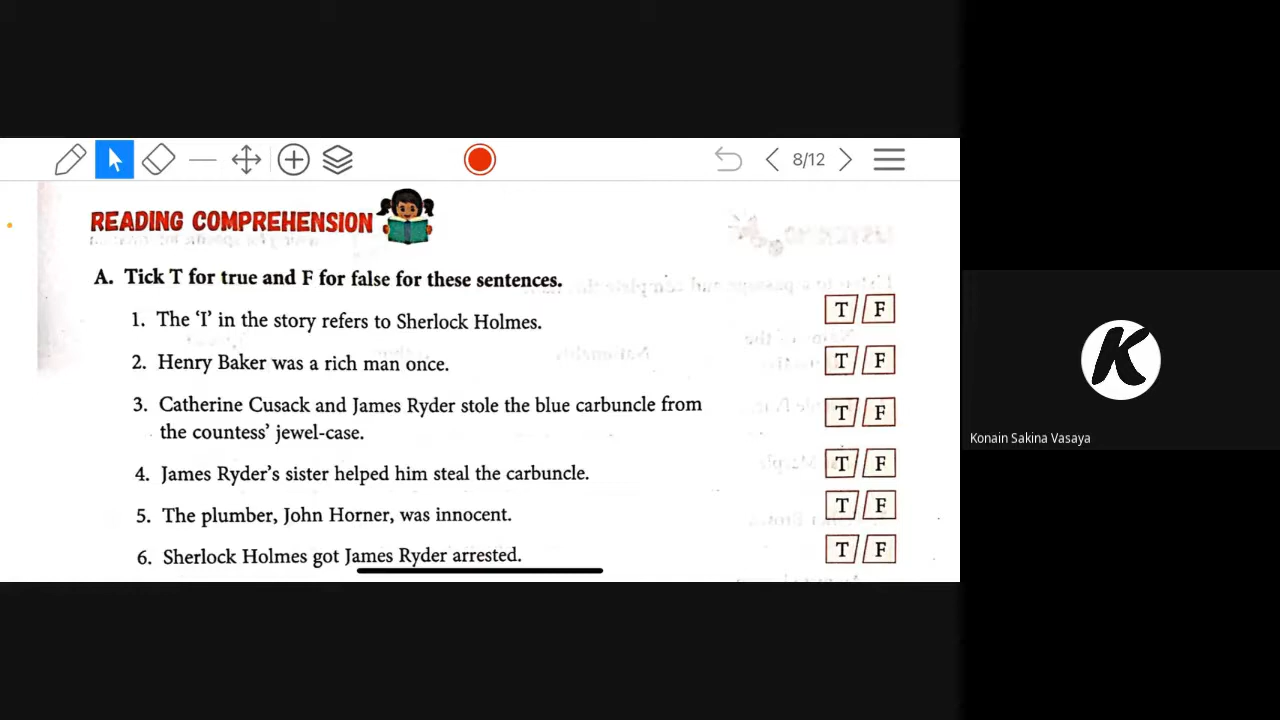 8/12
READING COMPREHENSION
A. Tick T for true and F for false for these sentences.
1. The ‘I’ in the story refers to Sherlock Holmes. T F
2. Henry Baker was a rich man once. T F
3. Catherine Cusack and James Ryder stole the blue carbuncle from
the countess’ jewel-case. T F
4. James Ryder’s sister helped him steal the carbuncle. T F
5. The plumber, John Horner, was innocent. T F
6. Sherlock Holmes got James Ryder arrested. T F
K
Konain Sakina Vasaya